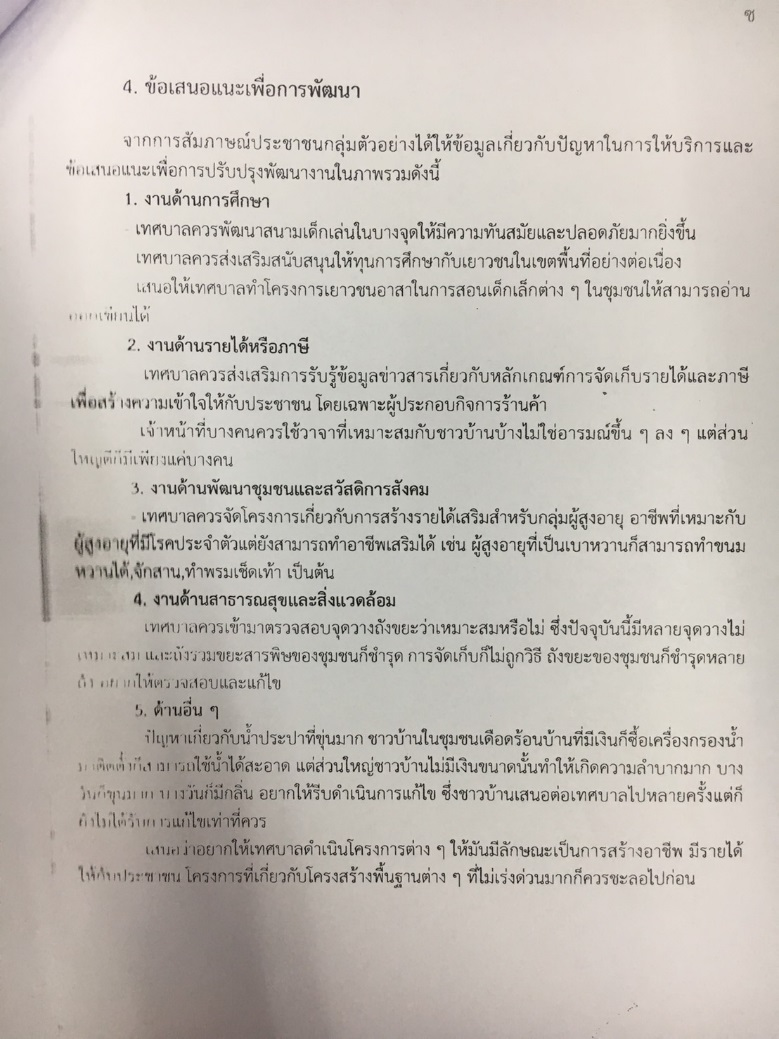 ช
4. ข้อเสนอแนะเพื่อการพัฒนา
จากการสัมภาษณ์ประชาชนกลุ่มตัวอย่างได้ให้ข้อมูลเกี่ยวกับปัญหาในการให้บริการและ
ข้อเสนอแนะเพื่อการปรับปรุงพัฒนางานในภาพรวมดังนี้
1. งานด้านการศึกษา
เทศบาลควรพัฒนาสนามเด็กเล่นในบางจุดให้มีความทันสมัยและปลอดภัยมากยิ่งขึ้น
เทศบาลควรส่งเสริมสนับสนุนให้ทุนการศึกษากับเยาวชนในเขตพื้นที่อย่างต่อเนื่อง
เสนอให้เทศบาลทำโครงการเยาวชนอาสาในการสอนเด็กเล็กต่าง ๆ ในชุมชนให้สามารถอ่าน
ออกเขียนได้
2. งานด้านรายได้หรือภาษี
เทศบาลควรส่งเสริมการรับรู้ข้อมูลข่าวสารเกี่ยวกับหลักเกณฑ์การจัดเก็บรายได้และภาษี
เพื่อสร้างความเข้าใจให้กับประชาชน โดยเฉพาะผู้ประกอบกิจการร้านค้า
เจ้าหน้าที่บางคนควรใช้วาจาที่เหมาะสมกับชาวบ้านบ้างไม่ใช่อารมณ์ขึ้น ๆ ลง ๆ แต่ส่วน
ใหญ่ดีก็มีเพียงแค่บางคน
3. งานด้านพัฒนาชุมชนและสวัสดิการสังคม
เทศบาลควรจัดโครงการเกี่ยวกับการสร้างรายได้เสริมสำหรับกลุ่มผู้สูงอายุ อาชีพที่เหมาะกับ
ผู้สูงอายุที่มีโรคประจำตัวแต่ยังสามารถทำอาชีพเสริมได้ เช่น ผู้สูงอายุที่เป็นเบาหวานก็สามารถทำขนม
หวานได้,จักสาน,ทำพรมเช็ดเท้า เป็นต้น
4. งานด้านสาธารณสุขและสิ่งแวดล้อม
เทศบาลควรเข้ามาตรวจสอบจุดวางถังขยะว่าเหมาะสมหรือไม่ ซึ่งปัจจุบันนี้มีหลายจุดวางไม่
เหมาะสม และถังรวมขยะสารพิษของชุมชนก็ชำรุด การจัดเก็บก็ไม่ถูกวิธี ถังขยะของชุมชนก็ชำรุดหลาย
ถัง อยากให้ตรวจสอบและแก้ไข
5. ด้านอื่น ๆ
ปัญหาเกี่ยวกับน้ำประปาที่ขุ่นมาก ชาวบ้านในชุมชนเดือดร้อนบ้านที่มีเงินก็ซื้อเครื่องกรองน้ำ
มาติดตั้งก็สามารถใช้น้ำได้สะอาด แต่ส่วนใหญ่ชาวบ้านไม่มีเงินขนาดนั้นทำให้เกิดความลำบากมาก บาง
วันก็ขุ่นมาก บางวันก็มีกลิ่น อยากให้รีบดำเนินการแก้ไข ซึ่งชาวบ้านเสนอต่อเทศบาลไปหลายครั้งแต่ก็
ยังไม่ได้รับการแก้ไขเท่าที่ควร
เสนอว่าอยากให้เทศบาลดำเนินโครงการต่าง ๆ ให้มันมีลักษณะเป็นการสร้างอาชีพ มีรายได้
ให้กับประชาชน โครงการที่เกี่ยวกับโครงสร้างพื้นฐานต่าง ๆ ที่ไม่เร่งด่วนมากก็ควรชะลอไปก่อน